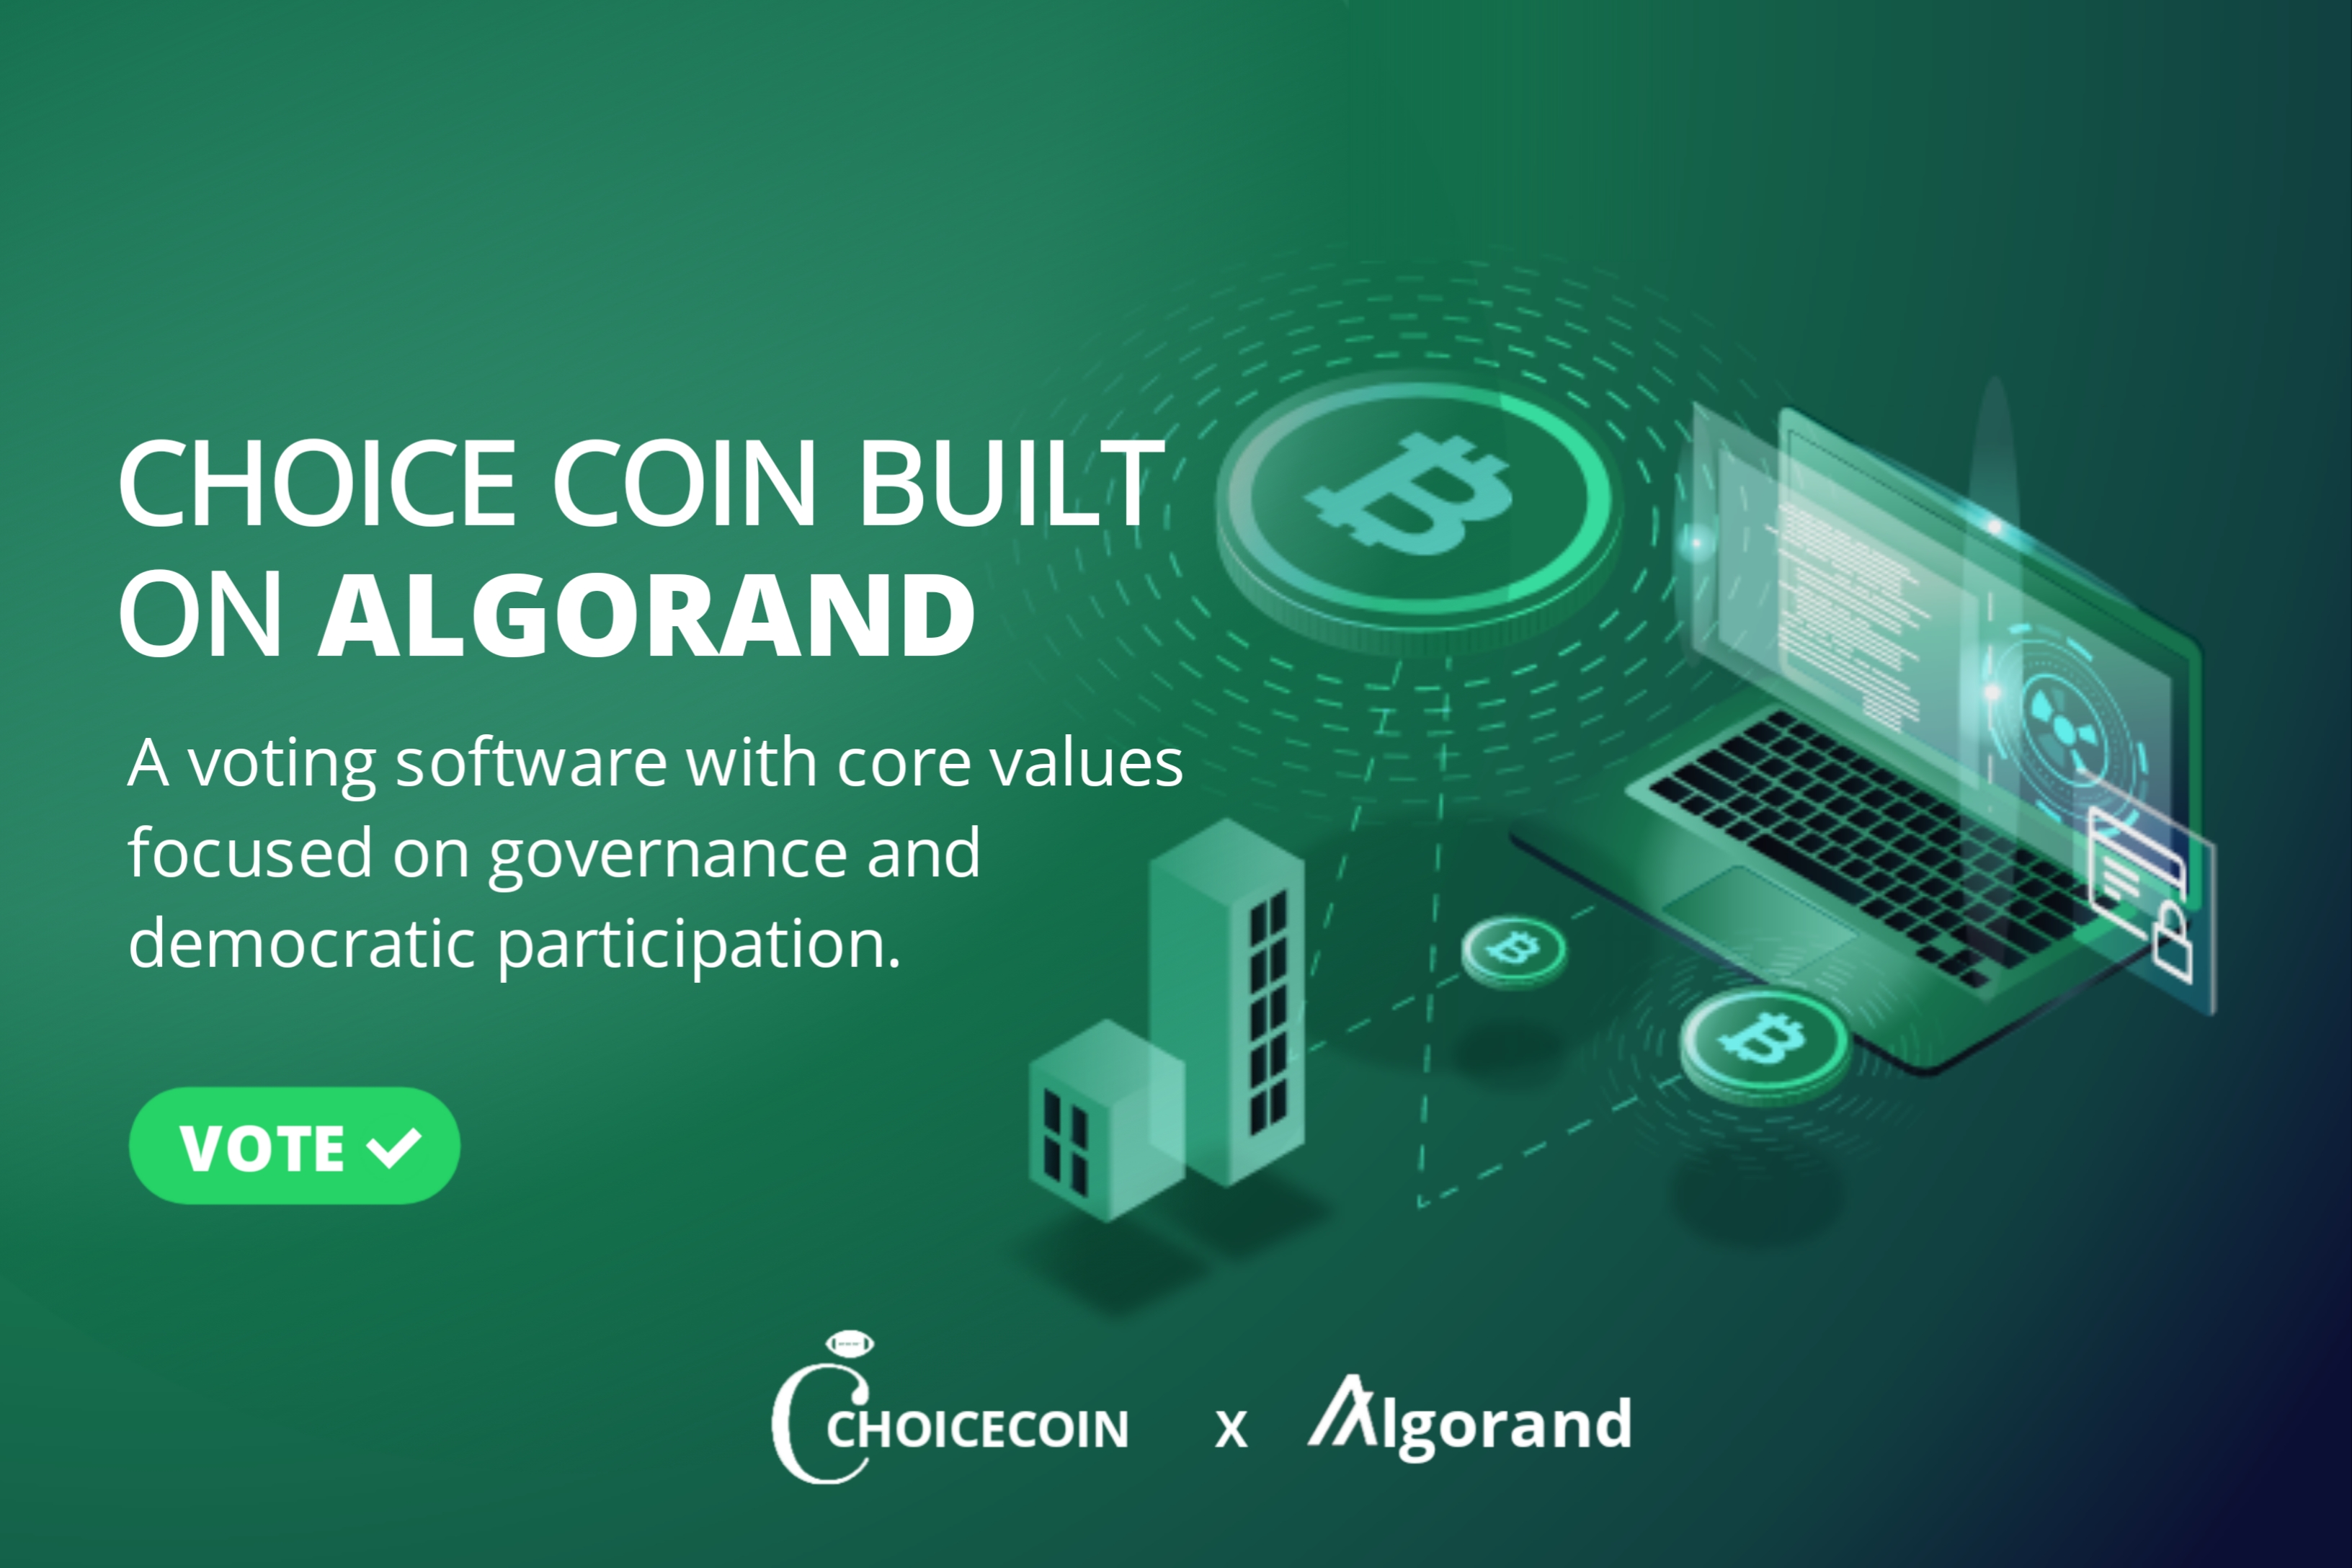 CHOICE COIN BUILT
ON ALGORAND
A voting software with core values
focused on governance and
democratic participation.
VOTE
CHOICECOIN X Algorand